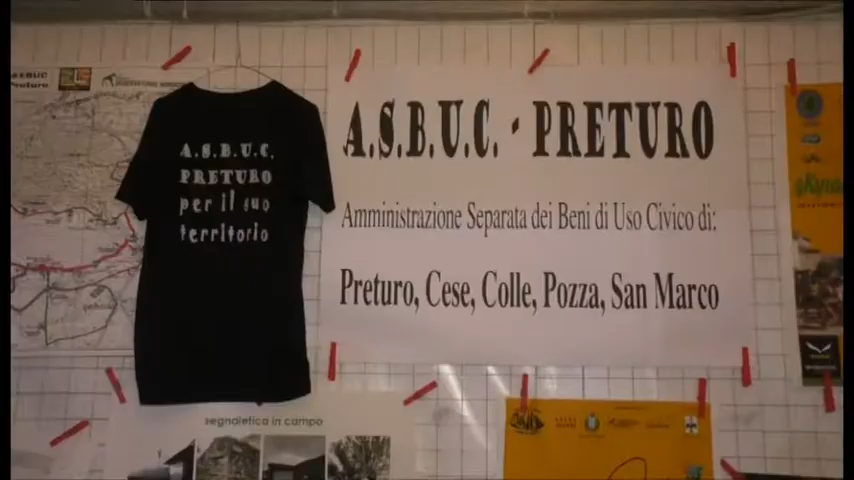 A.S.B.U.C.
PRETURO
per il suo
territorio
A.S.B.U.C. - PRETURO
Amministrazione Separata dei Beni di Uso Civico di:
Preturo, Cese, Colle, Pozza, San Marco
segnaletica in campo